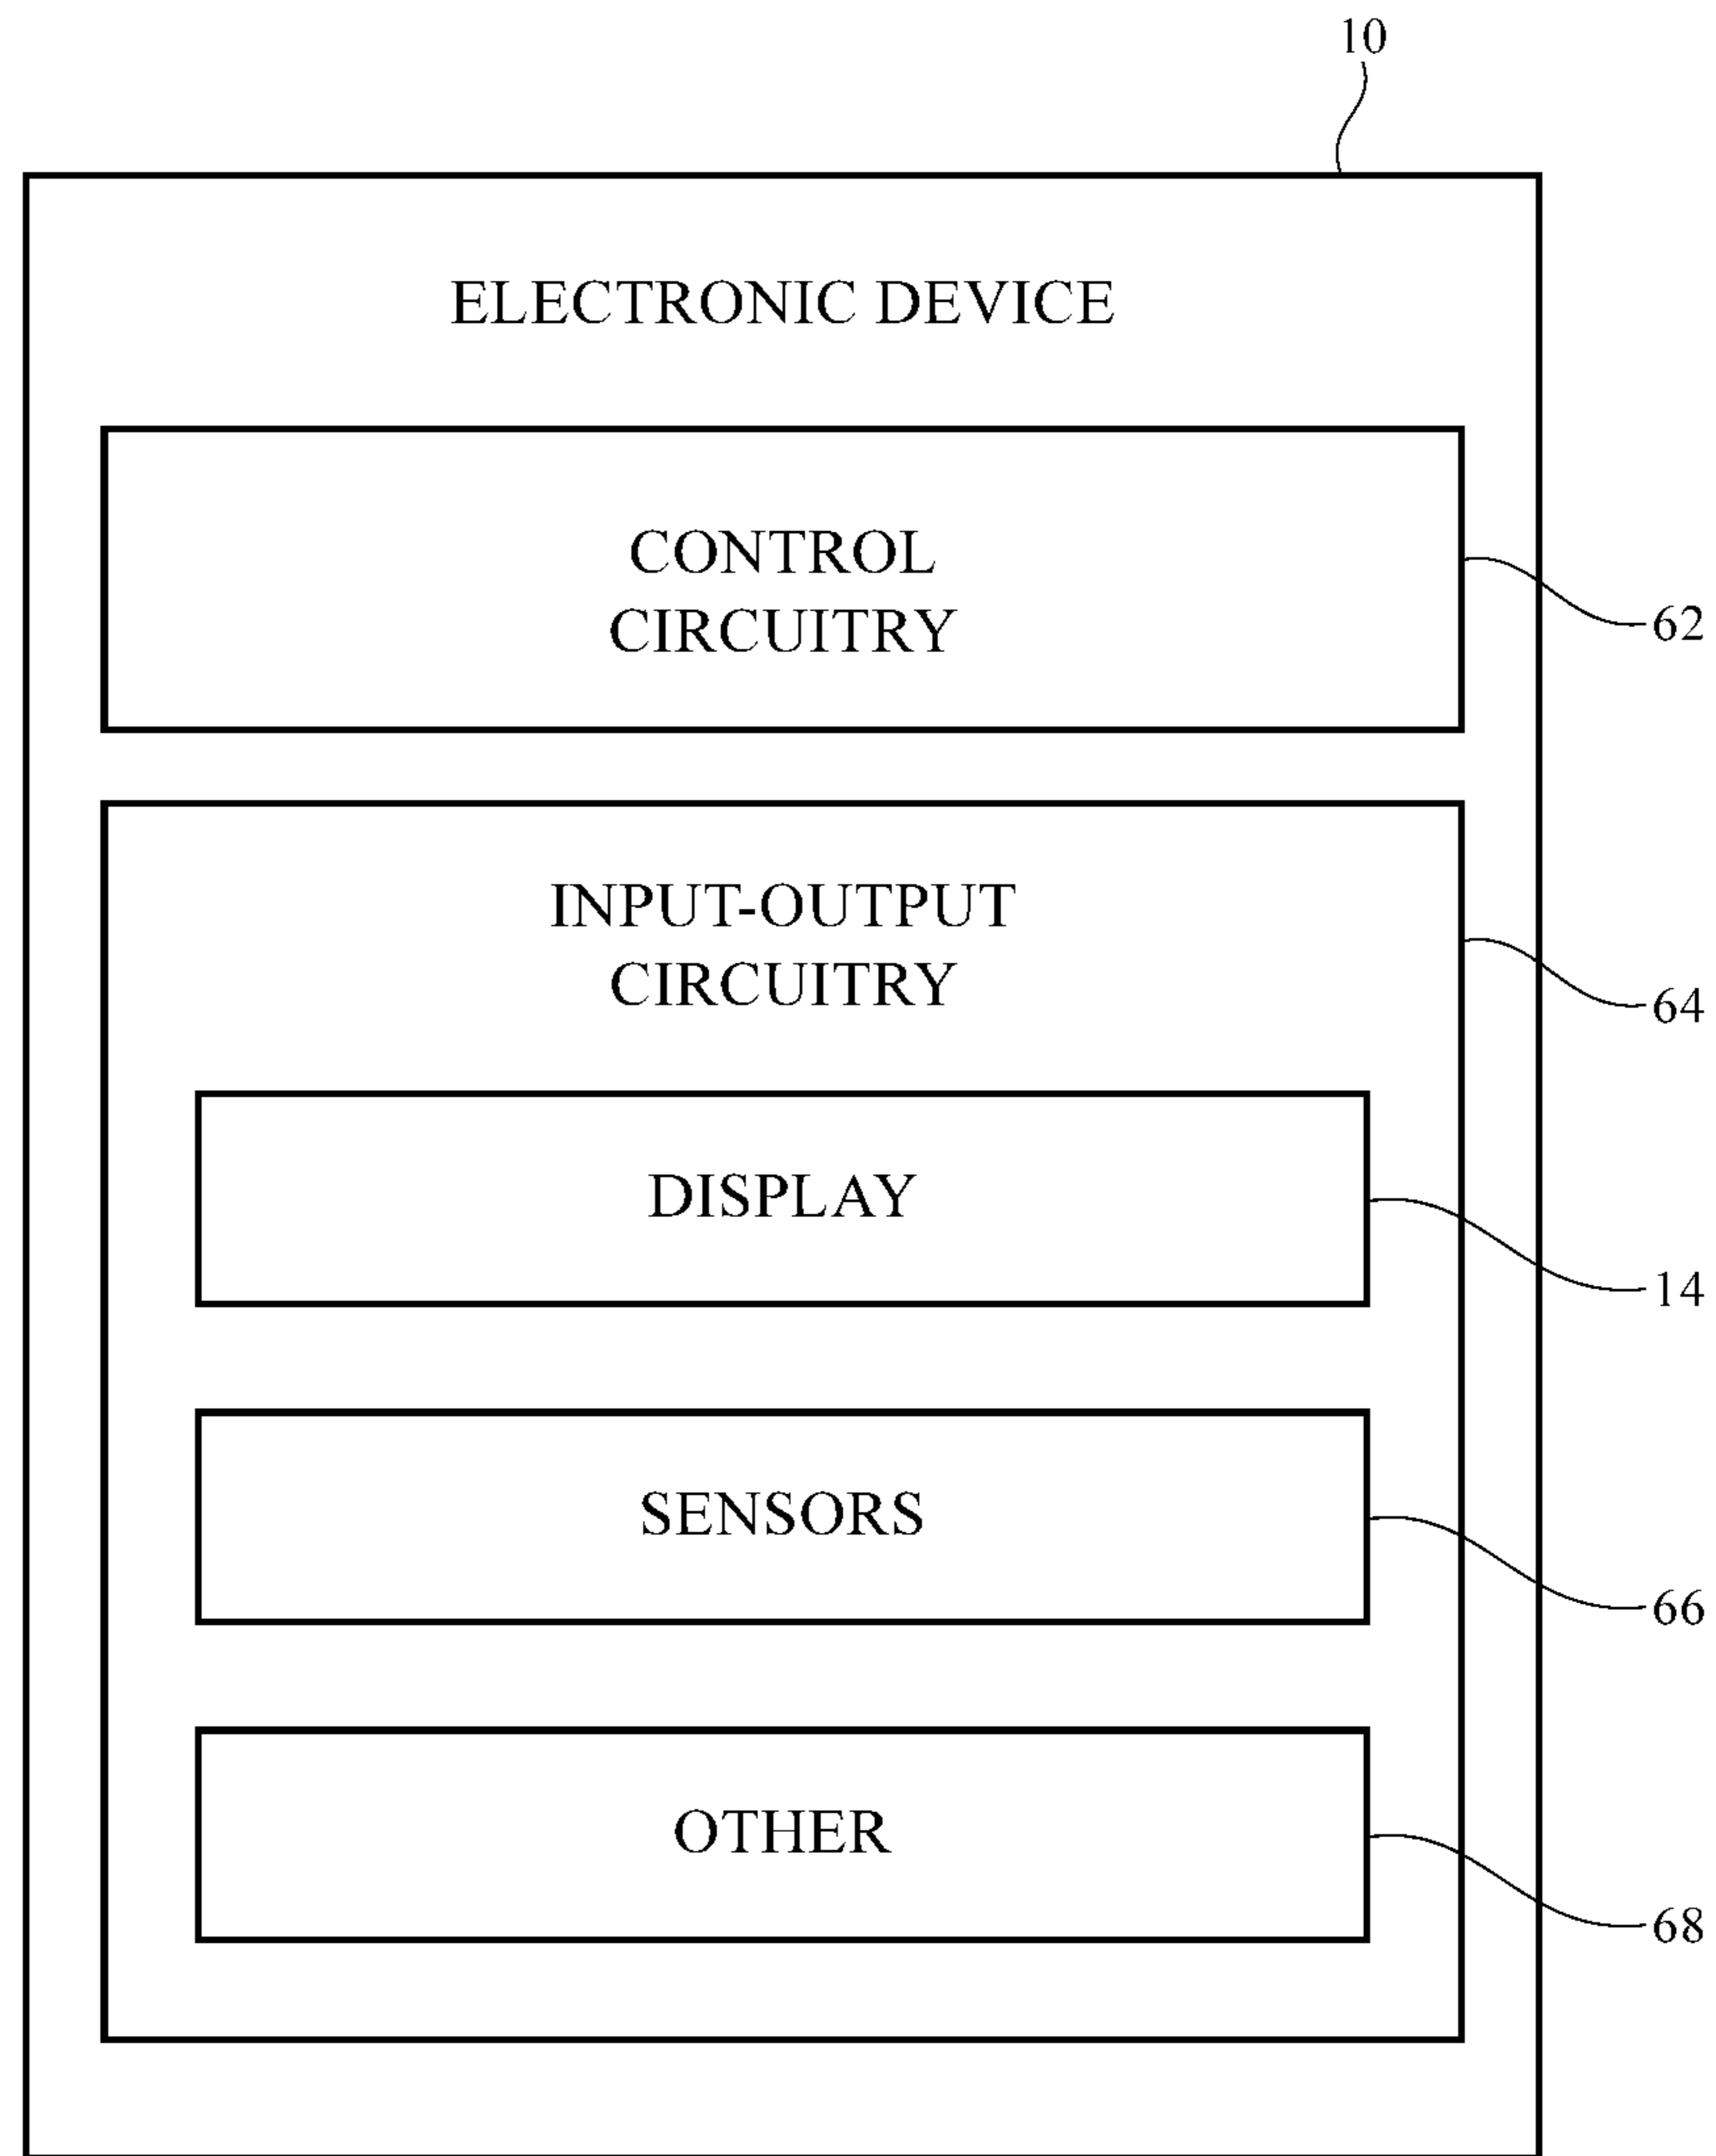 10
ELECTRONIC DEVICE
CONTROL
CIRCUITRY
62
INPUT-OUTPUT
CIRCUITRY
64
DISPLAY
14
SENSORS
66
OTHER
68